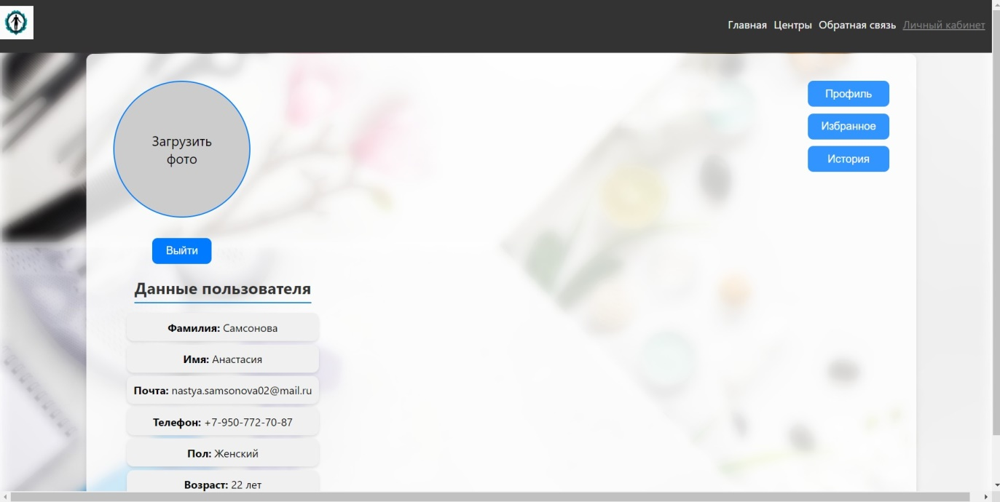 Главная Центры Обратная связь Личный кабинет
Загрузить
фото
Профиль
Избранное
История
Выйти
Данные пользователя
Фамилия: Самсонова
Имя: Анастасия
Почта: nastya.samsonova02@mail.ru
Телефон: +7-950-772-70-87
Пол: Женский
Возраст: 22 лет